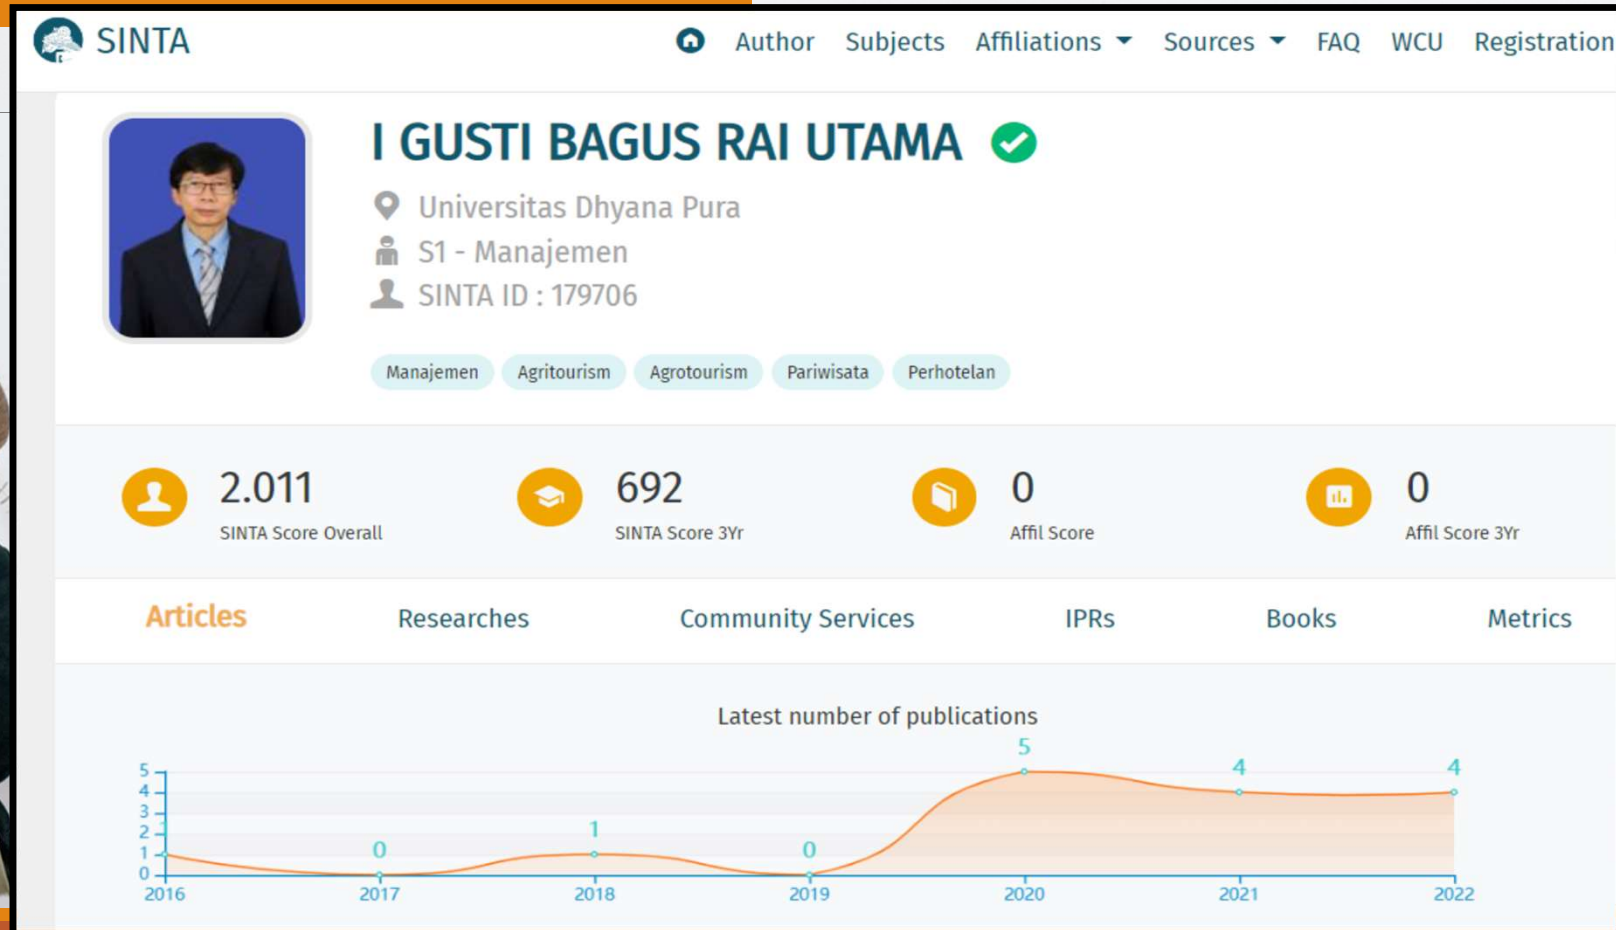 SINTA
Author Subjects Affiliations Sources FAQ WCU Registration
I GUSTI BAGUS RAI UTAMA
Universitas Dhyana Pura
S1 - Manajemen
SINTA ID : 179706
Manajemen Agritourism Agrotourism Pariwisata Perhotelan
2.011 692 0 0
SINTA Score Overall SINTA Score 3Yr Affil Score Affil Score 3Yr
Articles Researches Community Services IPRs Books Metrics
Latest number of publications
5
5
4 4 4
3
2 1 1
1 0 0
0
2016 2017 2018 2019 2020 2021 2022